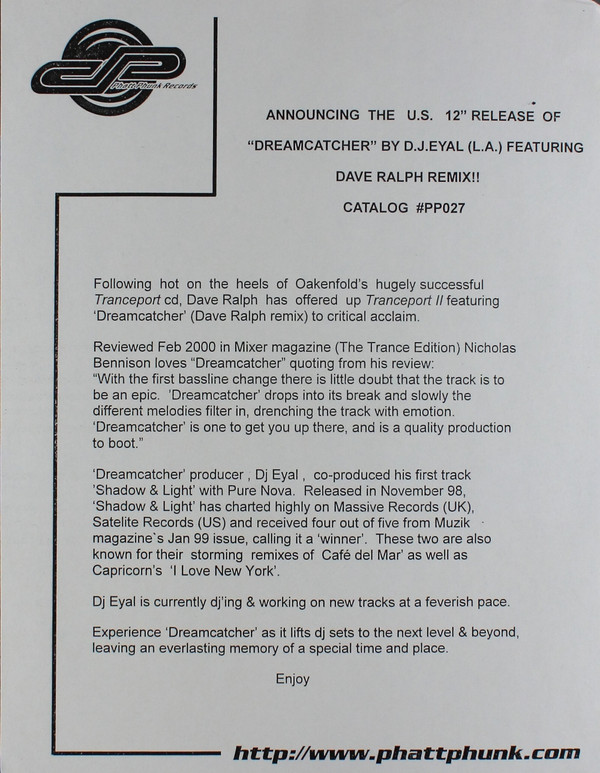 PhattPhunk Records
ANNOUNCING THE U.S. 12” RELEASE OF
“DREAMCATCHER” BY D.J.EYAL (L.A.) FEATURING
DAVE RALPH REMIX!!
CATALOG #PP027
Following hot on the heels of Oakenfold’s hugely successful
Tranceport cd, Dave Ralph has offered up Tranceport II featuring
‘Dreamcatcher’ (Dave Ralph remix) to critical acclaim.
Reviewed Feb 2000 in Mixer magazine (The Trance Edition) Nicholas
Bennison loves “Dreamcatcher” quoting from his review:
“With the first bassline change there is little doubt that the track is to
be an epic. ‘Dreamcatcher’ drops into its break and slowly the
different melodies filter in, drenching the track with emotion.
‘Dreamcatcher’ is one to get you up there, and is a quality production
to boot.”
‘Dreamcatcher’ producer , Dj Eyal , co-produced his first track
’Shadow & Light’ with Pure Nova. Released in November 98,
‘Shadow & Light’ has charted highly on Massive Records (UK),
Satelite Records (US) and received four out of five from Muzik
magazine`s Jan 99 issue, calling it a ‘winner’. These two are also
known for their storming remixes of Café del Mar’ as well as
Capricorn’s ‘I Love New York’.
Dj Eyal is currently dj’ing & working on new tracks at a feverish pace.
Experience ‘Dreamcatcher’ as it lifts dj sets to the next level & beyond,
leaving an everlasting memory of a special time and place.
Enjoy
http://www.phattphunk.com